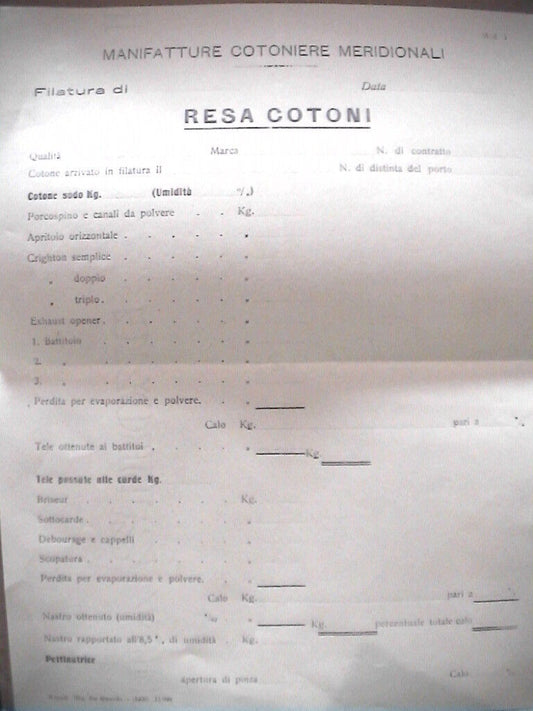 Mod. 1
MANIFATTURE COTONIERE MERIDIONALI
Filatura di Data
RESA COTONI
Qualità Marca N. di contratto
Cotone arrivato in filatura il N. di distinta del porto
Cotone sodo Kg. (Umidità %)
Porcospino e canali da polvere . . Kg.
Apritoio orizzontale . . . . . "
Crighton semplice . . . . . "
" doppio . . . . "
" triplo . . . . . "
Exhaust opener . . . . . . "
1. Battitoio . . . . . . "
2. " . . . . . . "
3. " . . . . . . "
Perdita per evaporazione e polvere. . "
Calo Kg. pari a %
Tele ottenute ai battitoi . . . . "
Kg.
Tele passate alle carde Kg.
Briseur . . . . . . Kg.
Sottocarde . . . . . . . "
Debourage e cappelli . . . . "
Scopatura . . . . . . . "
Perdita per evaporazione e polvere. . "
Calo Kg. pari a %
Nastro ottenuto (umidità) % . " Kg. percentuale totale calo
Nastro rapportato all'8,5 % di umidità . Kg.
Pettinatrice
apertura di pinza Calo %